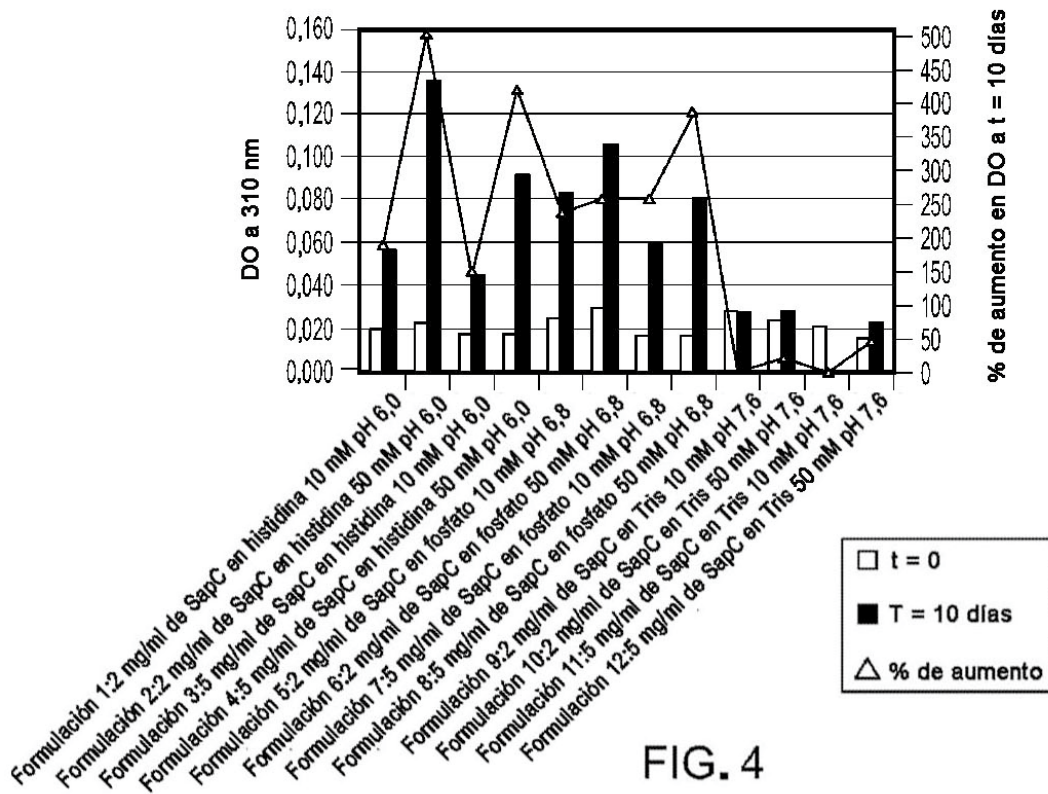 DO a 310 nm
0,160
0,140
0,120
0,100
0,080
0,060
0,040
0,020
0,000
500
450
400
350
300
250
200
150
100
50
0
% de aumento en DO a t = 10 días
Formulación 1:2 mg/ml de SapC en histidina 10 mM pH 6,0
Formulación 2:2 mg/ml de SapC en histidina 50 mM pH 6,0
Formulación 3:5 mg/ml de SapC en histidina 10 mM pH 6,0
Formulación 4:5 mg/ml de SapC en histidina 50 mM pH 6,0
Formulación 5:2 mg/ml de SapC en fosfato 10 mM pH 6,8
Formulación 6:2 mg/ml de SapC en fosfato 50 mM pH 6,8
Formulación 7:5 mg/ml de SapC en fosfato 10 mM pH 6,8
Formulación 8:5 mg/ml de SapC en fosfato 50 mM pH 6,8
Formulación 9:2 mg/ml de SapC en Tris 10 mM pH 7,6
Formulación 10:2 mg/ml de SapC en Tris 50 mM pH 7,6
Formulación 11:5 mg/ml de SapC en Tris 10 mM pH 7,6
Formulación 12:5 mg/ml de SapC en Tris 50 mM pH 7,6
t = 0
T = 10 días
% de aumento
FIG. 4